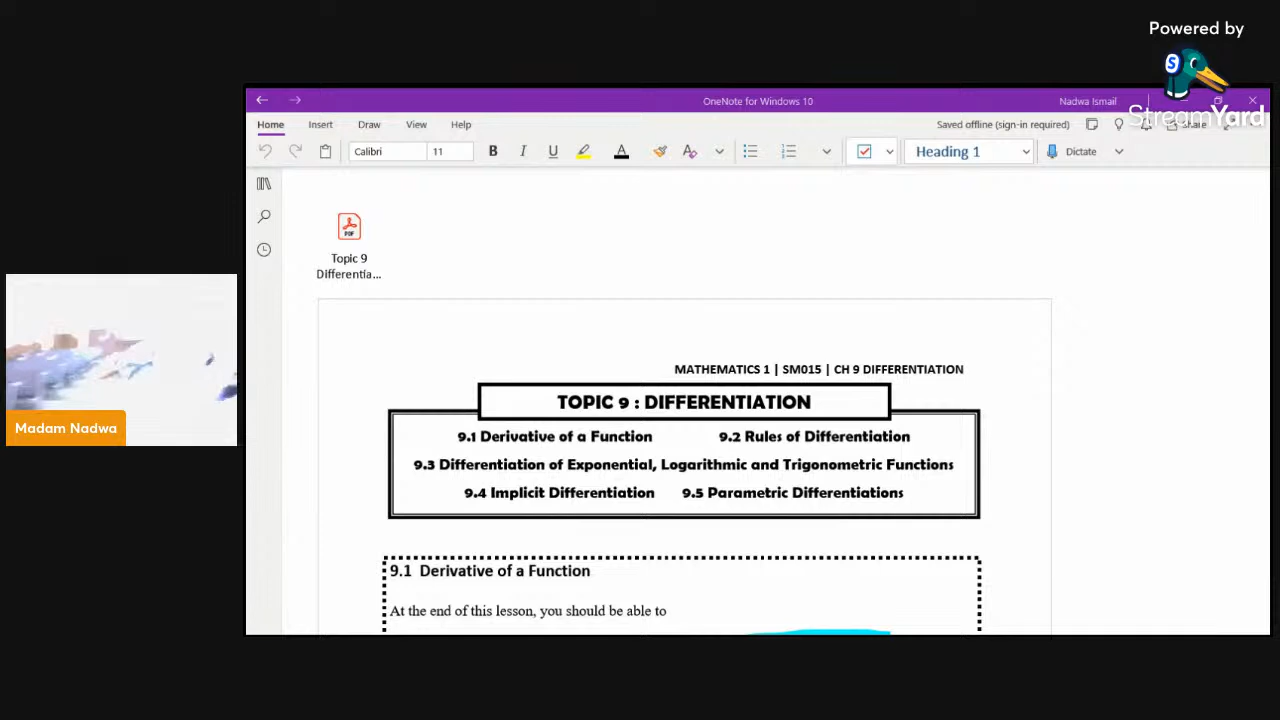 Powered by
StreamYard
OneNote for Windows 10
Nadwa Ismail
Home Insert Draw View Help
Saved offline (sign-in required)
Share
Calibri 11 B I U A A Heading 1 Dictate
PDF
Topic 9
Differentia...
Madam Nadwa
MATHEMATICS 1 | SM015 | CH 9 DIFFERENTIATION
TOPIC 9 : DIFFERENTIATION
9.1 Derivative of a Function 9.2 Rules of Differentiation
9.3 Differentiation of Exponential, Logarithmic and Trigonometric Functions
9.4 Implicit Differentiation 9.5 Parametric Differentiations
9.1 Derivative of a Function
At the end of this lesson, you should be able to